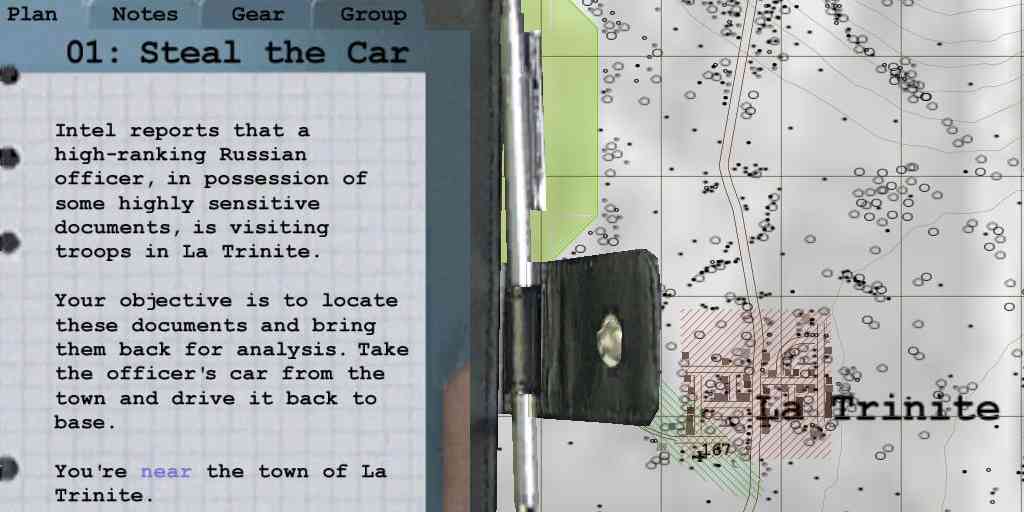 Plan Notes Gear Group
01: Steal the Car
Intel reports that a
high-ranking Russian
officer, in possession of
some highly sensitive
documents, is visiting
troops in La Trinite.
Your objective is to locate
these documents and bring
them back for analysis. Take
the officer's car from the
town and drive it back to
base.
You're near the town of La
Trinite.
La Trinite
167